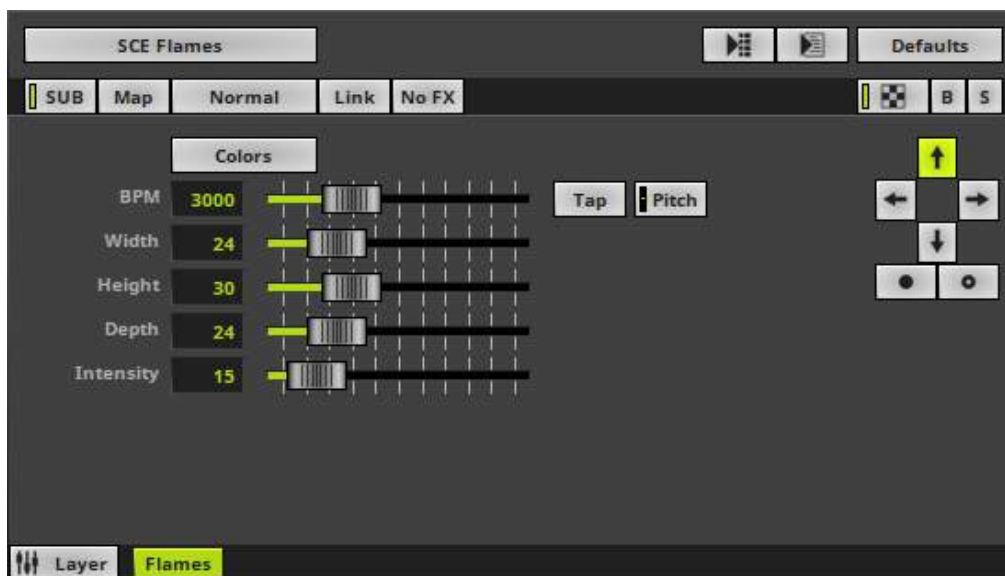 SCE Flames Defaults
SUB Map Normal Link No FX B S
Colors
BPM 3000 Tap Pitch
Width 24
Height 30
Depth 24
Intensity 15
Layer Flames